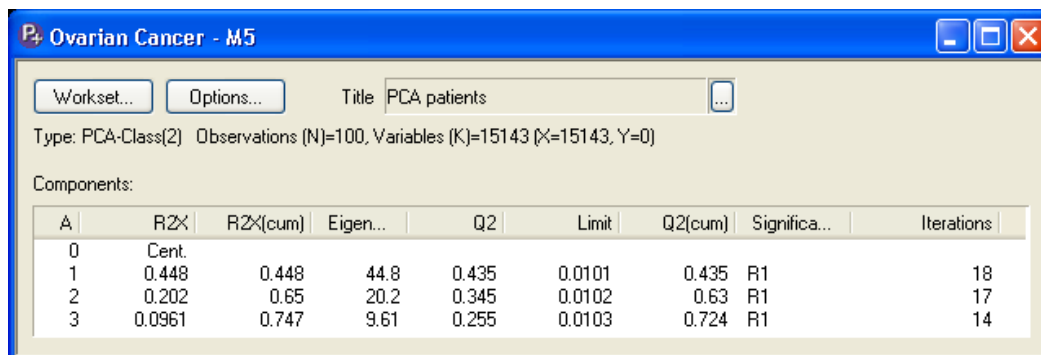 Ovarian Cancer - M5
Workset... Options... Title PCA patients ...
Type: PCA-Class(2) Observations (N)=100, Variables (K)=15143 (X=15143, Y=0)
Components:
A R2X R2X(cum) Eigen... Q2 Limit Q2(cum) Significa... Iterations
0 Cent.
1 0.448 0.448 44.8 0.435 0.0101 0.435 R1 18
2 0.202 0.65 20.2 0.345 0.0102 0.63 R1 17
3 0.0961 0.747 9.61 0.255 0.0103 0.724 R1 14